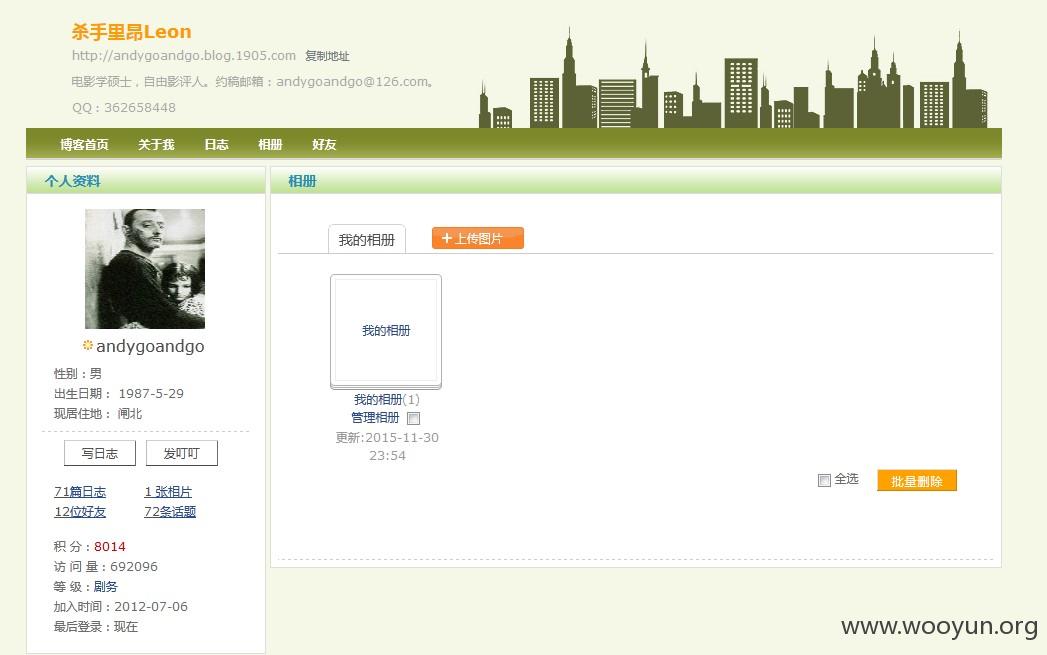 杀手里昂Leon
http://andygoandgo.blog.1905.com 复制地址
电影学硕士，自由影评人。约稿邮箱：andygoandgo@126.com。
QQ：362658448
博客首页 关于我 日志 相册 好友
个人资料
andygoandgo
性别：男
出生日期： 1987-5-29
现居住地： 闸北
写日志 发叮叮
71篇日志 1 张相片
12位好友 72条话题
积 分：8014
访 问 量：692096
等 级：剧务
加入时间：2012-07-06
最后登录：现在
相册
我的相册 +上传图片
我的相册
我的相册(1)
管理相册
更新:2015-11-30
23:54
全选 批量删除
www.wooyun.org